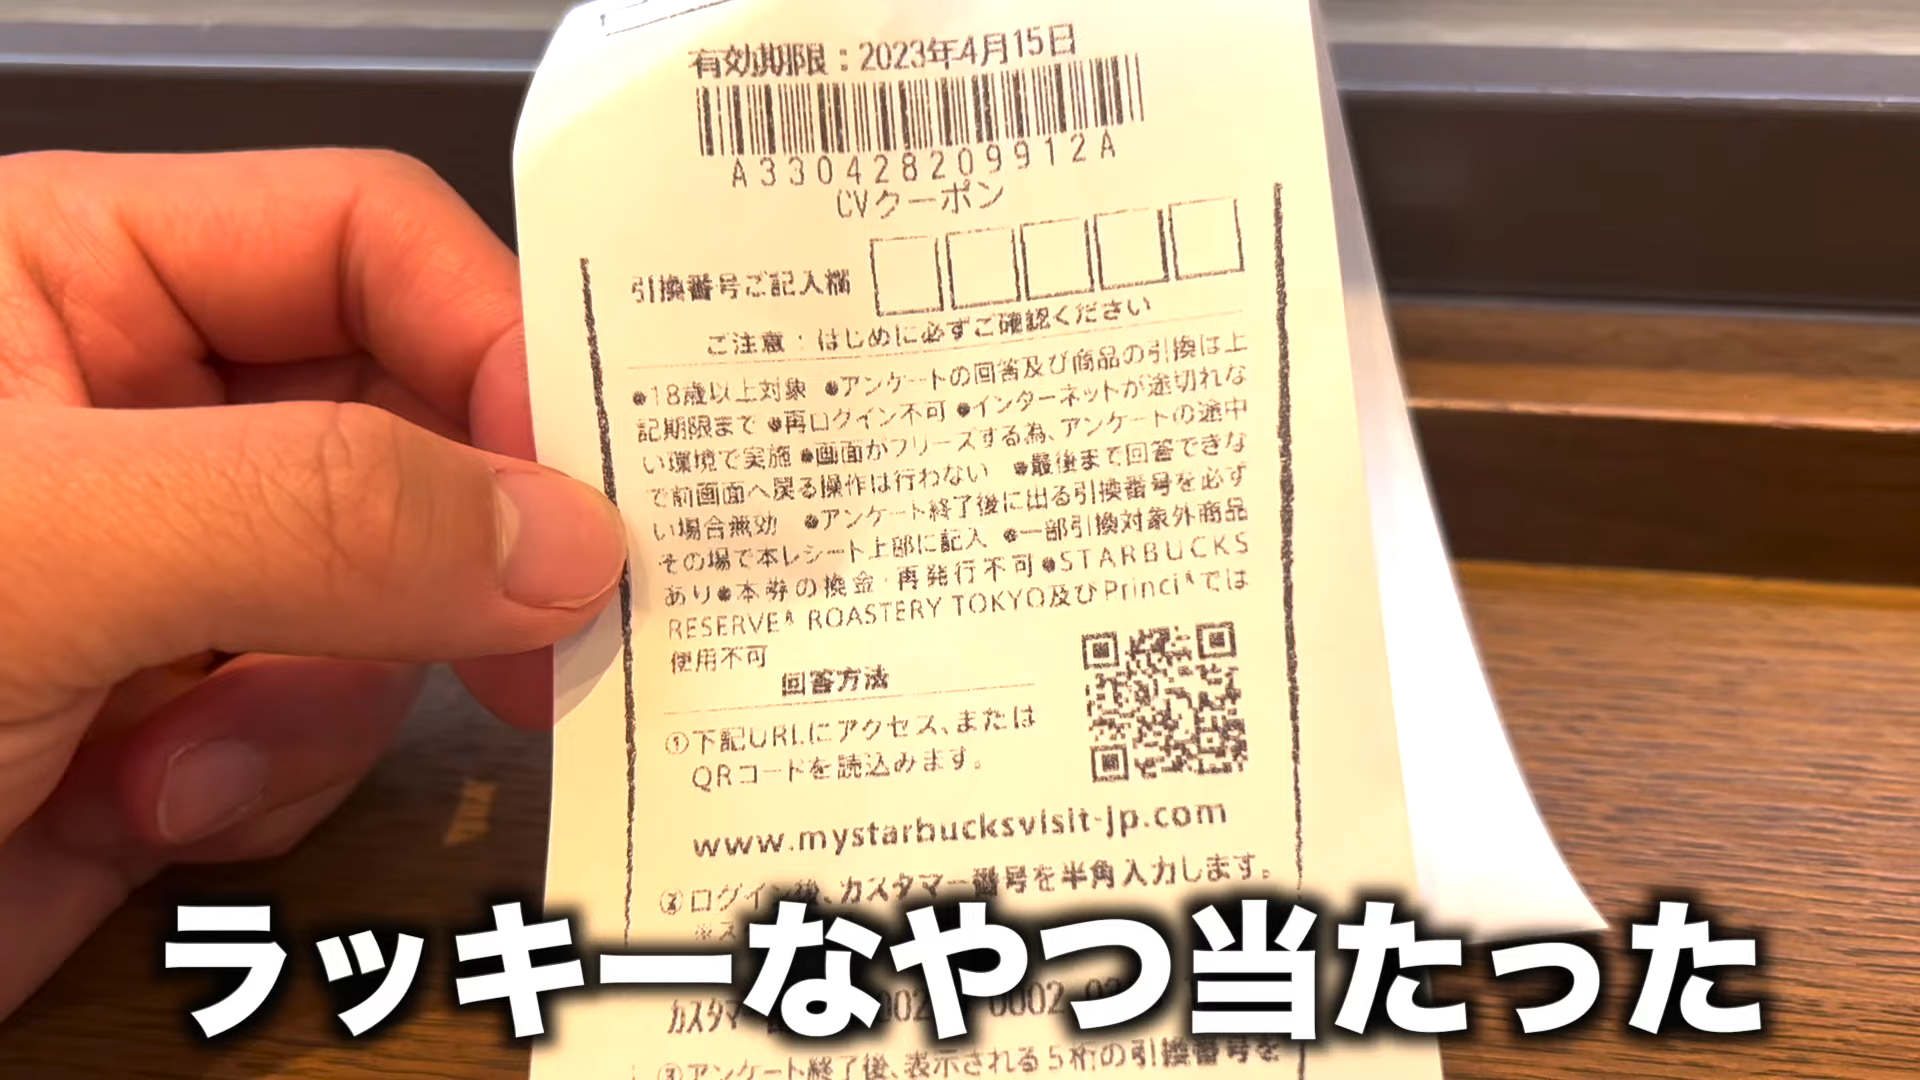 有効期限：2023年4月15日
A330428209912A
CVクーポン
引換番号ご記入欄
ご注意：はじめに必ずご確認ください
●18歳以上対象 ●アンケートの回答及び商品の引換は上
記期限まで ●再ログイン不可 ●インターネットが途切れな
い環境で実施 ●画面がフリーズする為、アンケートの途中
で前画面へ戻る操作は行わない ●最後まで回答できな
い場合無効 ●アンケート終了後に出る引換番号を必ず
その場で本レシート上部に記入 ●一部引換対象外商品
あり ●本券の換金・再発行不可 ●STARBUCKS
RESERVE® ROASTERY TOKYO及びPrinci®では
使用不可
回答方法
①下記URLにアクセス、または
QRコードを読込みます。
www.mystarbucksvisit-jp.com
②ログイン後、カスタマー番号を半角入力します。
※ス
ラッキーなやつ当たった
カスタマー 0002
③アンケート終了後、表示される5桁の引換番号を